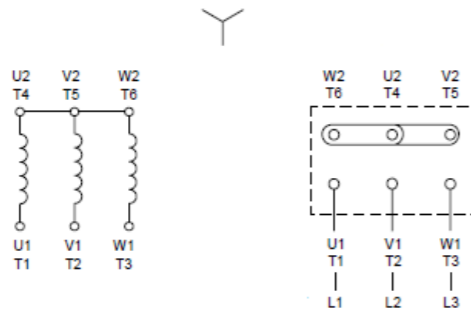 U2 V2 W2
T4 T5 T6
U1 V1 W1
T1 T2 T3
W2 U2 V2
T6 T4 T5
U1 V1 W1
T1 T2 T3
L1 L2 L3